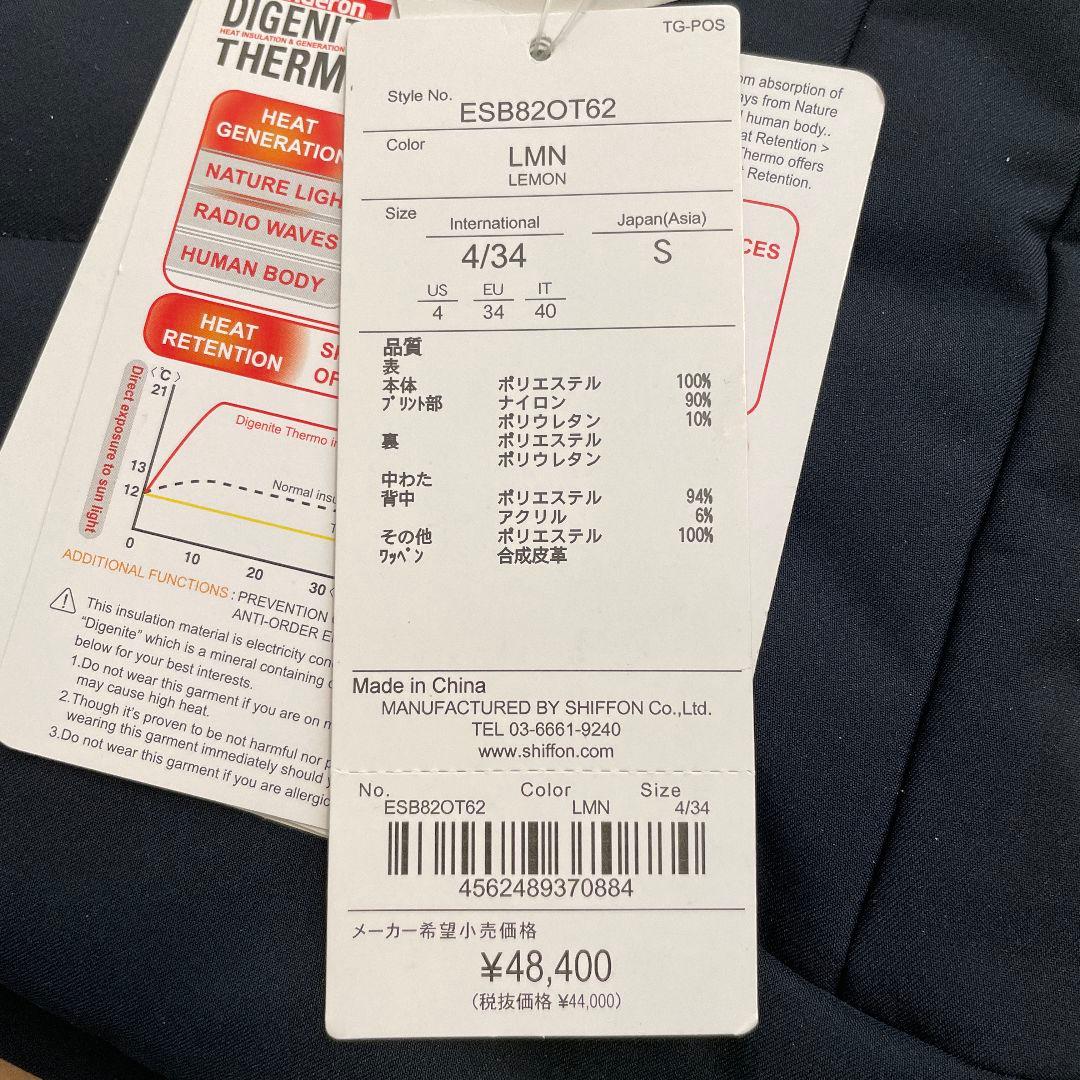 DIGENI
HEAT INSULATION & GENERATION
THERM
HEAT
GENERATION
NATURE LIGH
RADIO WAVES
HUMAN BODY
HEAT
RETENTION
OF
Direct exposure to sun light
〈℃〉
21
13
12
0
10
20
30
Digenite Thermo
Normal
ADDITIONAL FUNCTIONS : PREVENTION
ANTI-ORDER
This insulation material is electricity
"Digenite" which is a mineral containing
below for your best interests.
1.Do not wear this garment if you are on
may cause high heat.
2.Though it's proven to be not harmful nor
wearing this garment immediately should
3.Do not wear this garment if you are allergic
absorption of
from Nature
human body..
Retention >
Thermo offers
Retention.
CES
TG-POS
Style No. ESB82OT62
Color
LMN
LEMON
Size International Japan(Asia)
4/34 S
US EU IT
4 34 40
品質
表
本体 ポリエステル 100%
プリント部 ナイロン 90%
ポリウレタン 10%
裏 ポリエステル
ポリウレタン
中わた
背中 ポリエステル 94%
アクリル 6%
その他 ポリエステル 100%
ワッペン 合成皮革
Made in China
MANUFACTURED BY SHIFFON Co.,Ltd.
TEL 03-6661-9240
www.shiffon.com
No. Color Size
ESB82OT62 LMN 4/34
4562489370884
メーカー希望小売価格
¥48,400
(税抜価格 ¥44,000)